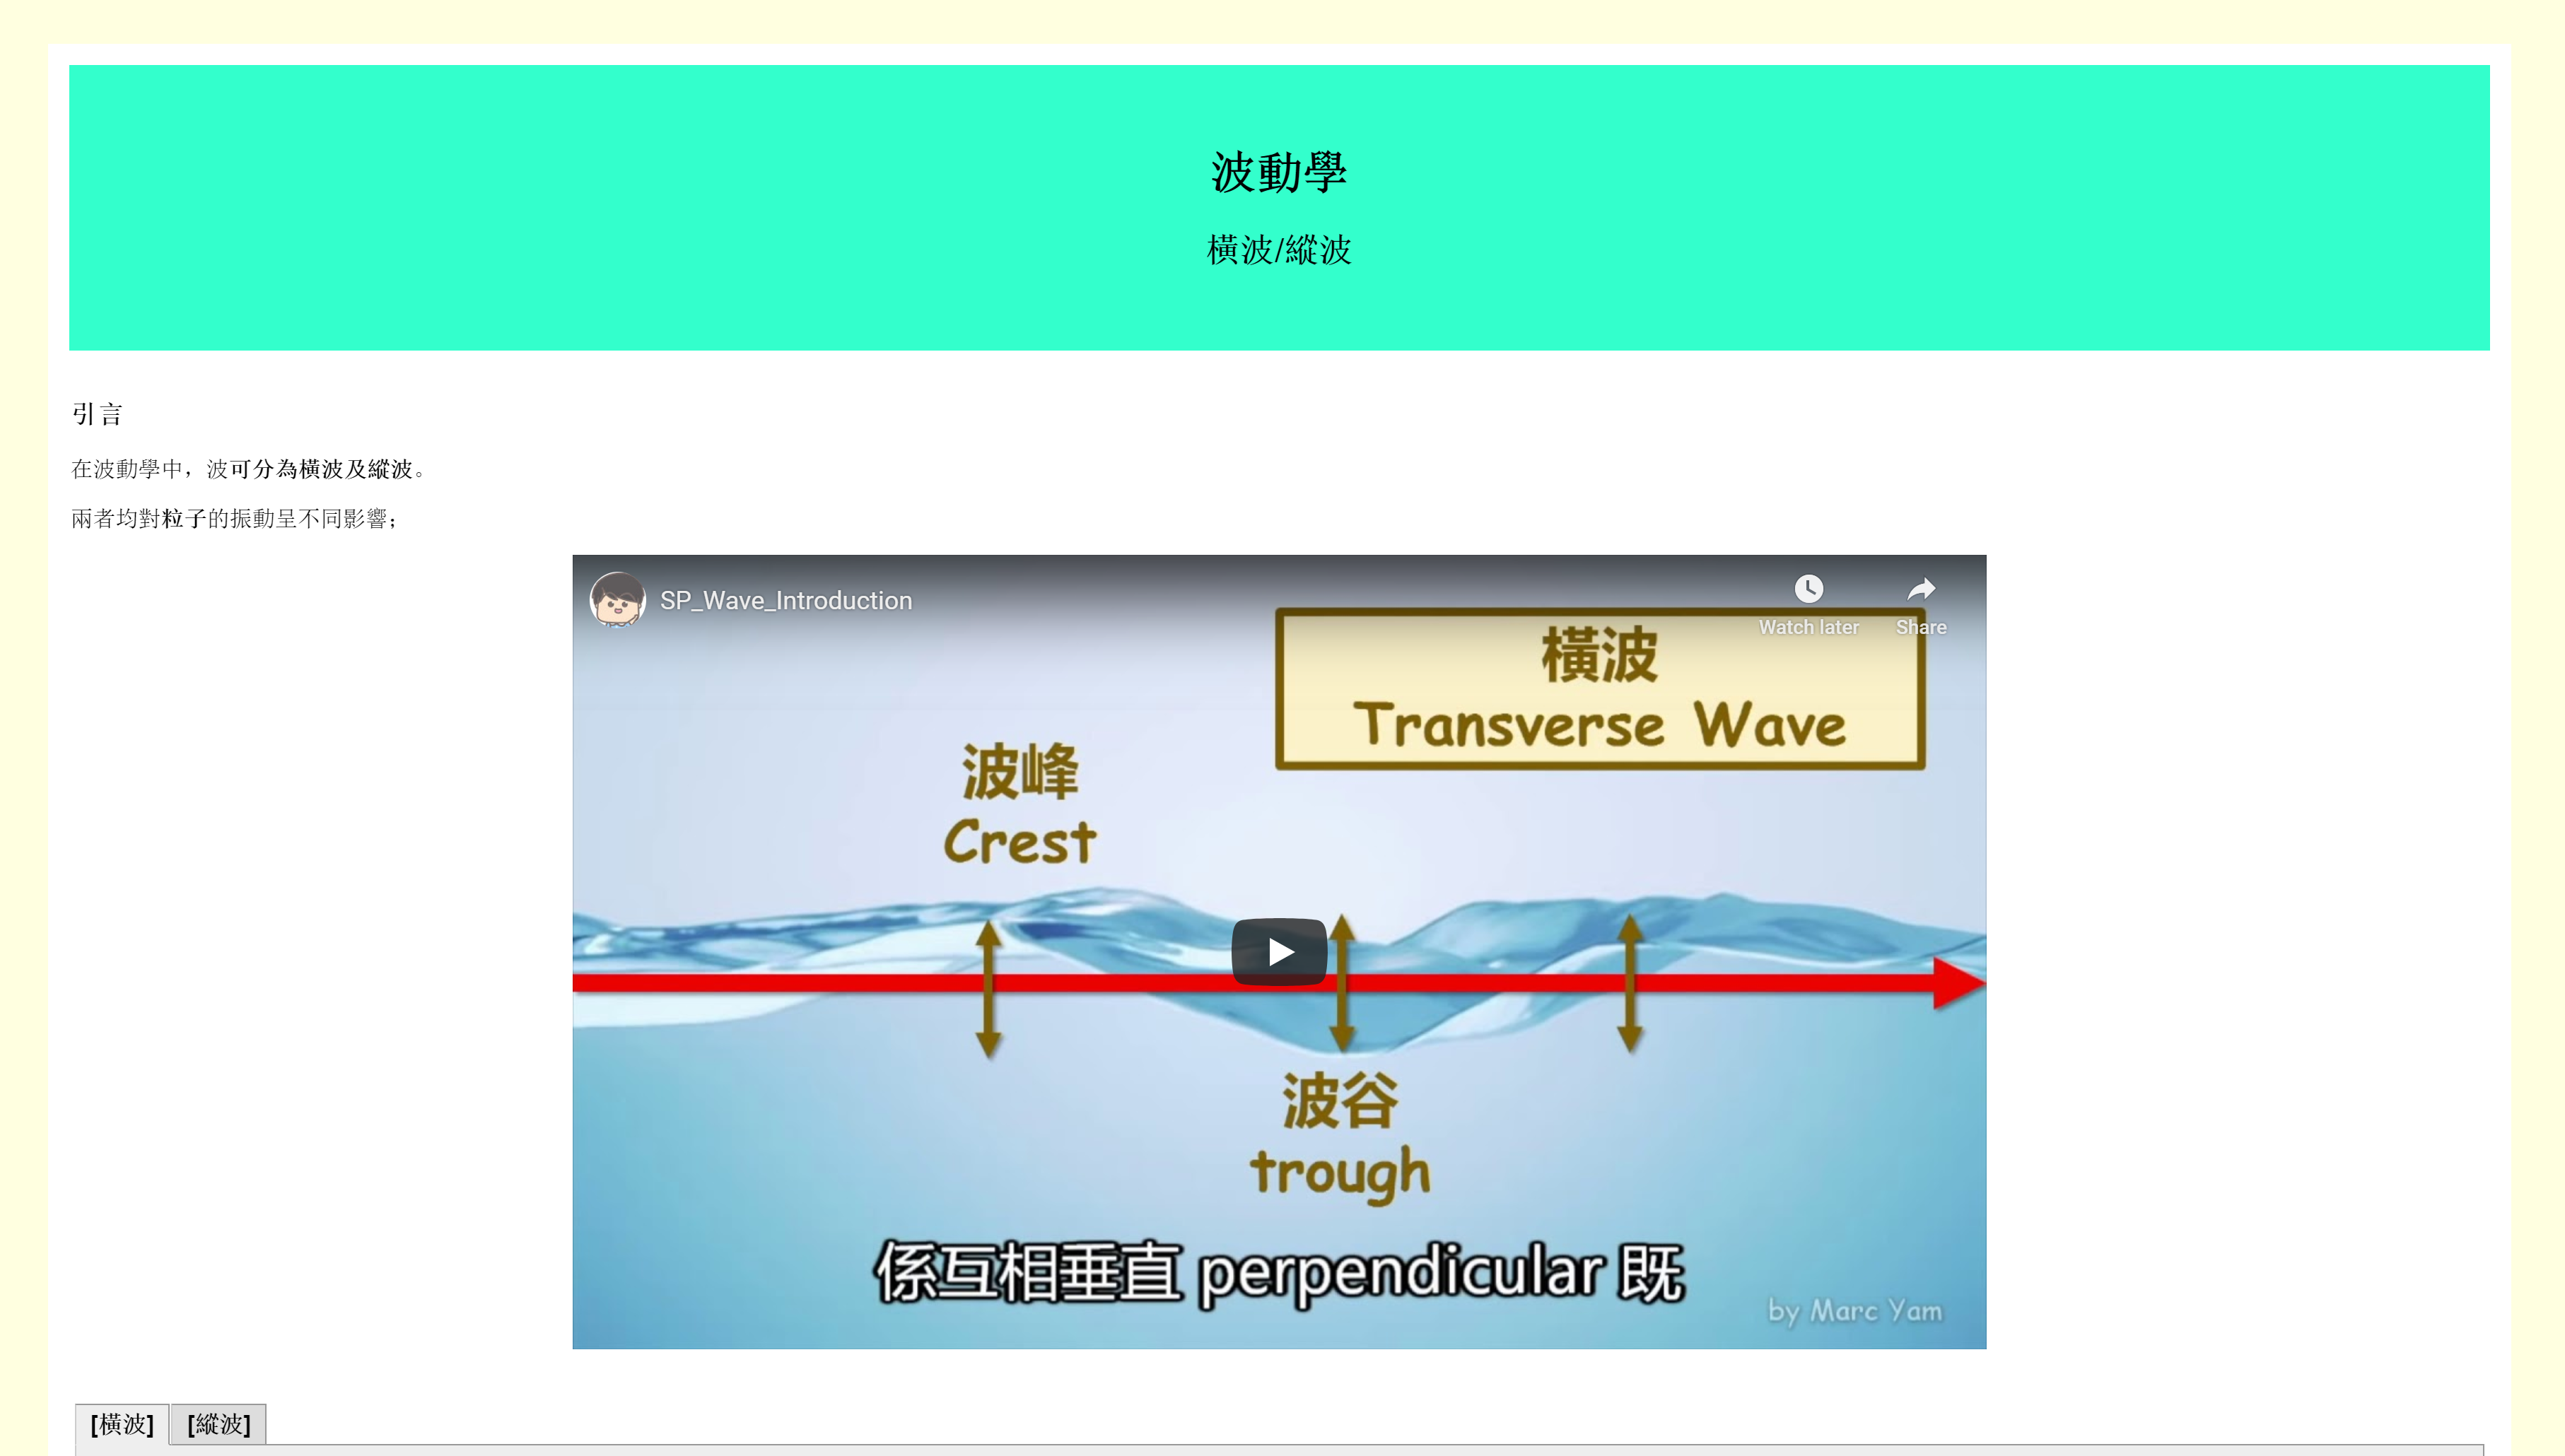 波動學
橫波/縱波
引言
在波動學中，波可分為橫波及縱波。
兩者均對粒子的振動呈不同影響；
SP_Wave_Introduction
Watch later
Share
橫波
Transverse Wave
波峰
Crest
波谷
trough
係互相垂直 perpendicular 既
by Marc Yam
[橫波] [縱波]